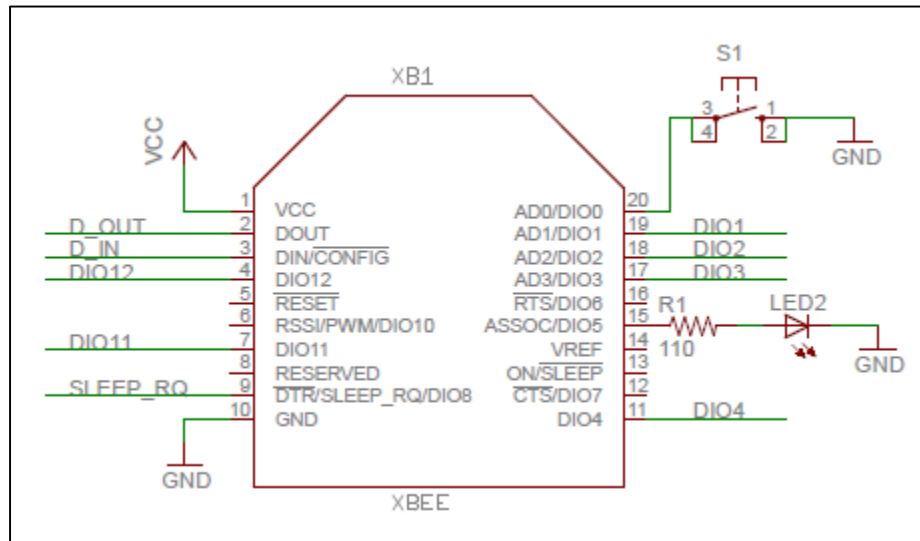 XB1
S1
3 1
4 2
GND
VCC
1 VCC
D_OUT 2 DOUT
D_IN 3 DIN/CONFIG
DIO12 4 DIO12
5 RESET
6 RSSI/PWM/DIO10
DIO11 7 DIO11
8 RESERVED
SLEEP_RQ 9 DTR/SLEEP_RQ/DIO8
10 GND
GND
AD0/DIO0 20
AD1/DIO1 19 DIO1
AD2/DIO2 18 DIO2
AD3/DIO3 17 DIO3
RTS/DIO6 16
ASSOC/DIO5 15
R1
110
LED2
GND
VREF 14
ON/SLEEP 13
CTS/DIO7 12
DIO4 11 DIO4
XBEE